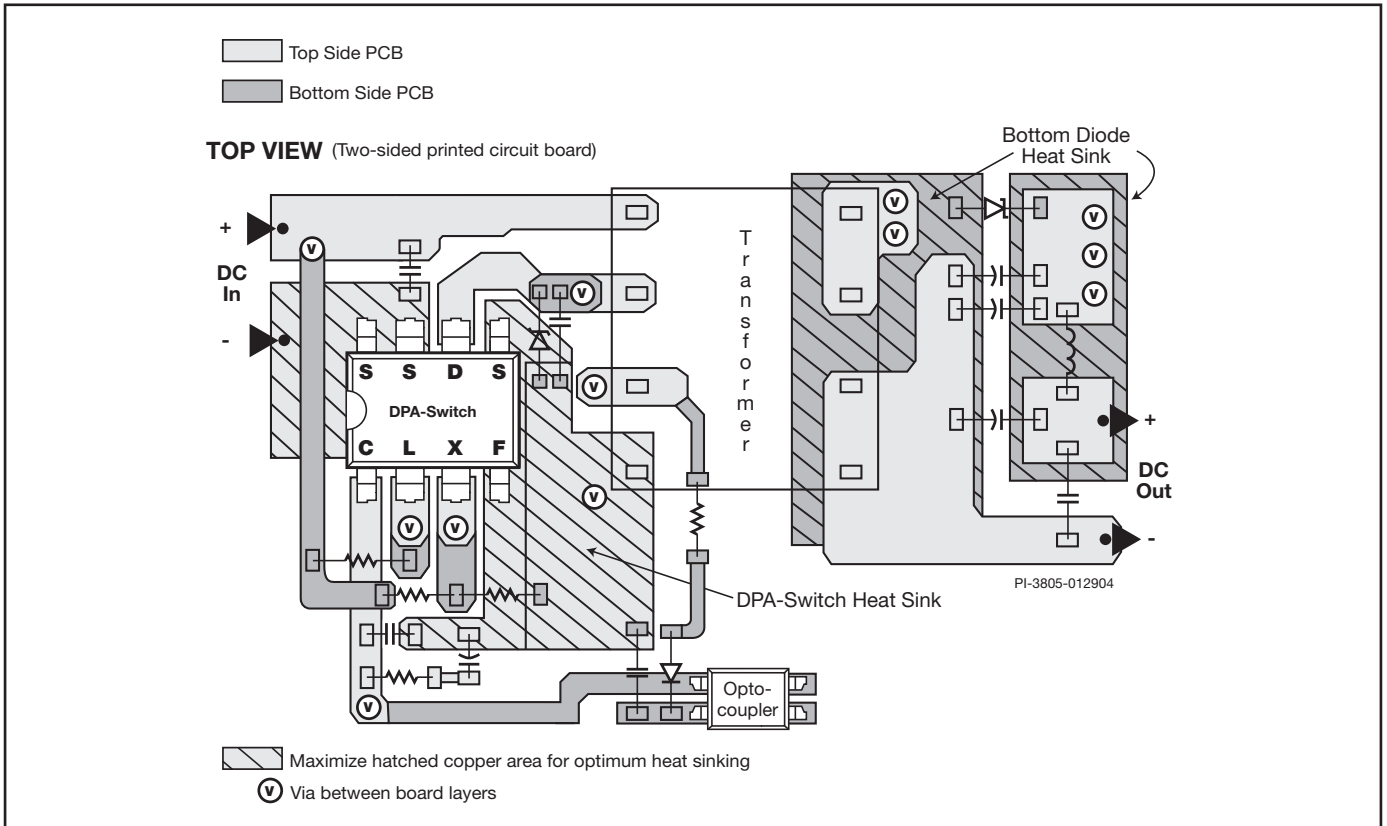 Top Side PCB
Bottom Side PCB
TOP VIEW (Two-sided printed circuit board)
Bottom Diode
Heat Sink
+
DC
In
-
V
V
V
V
V
V
V
V
V
V
V
V
S S D S
DPA-Switch
C L X F
Transformer
+
DC
Out
-
PI-3805-012904
DPA-Switch Heat Sink
Opto-
coupler
Maximize hatched copper area for optimum heat sinking
V Via between board layers